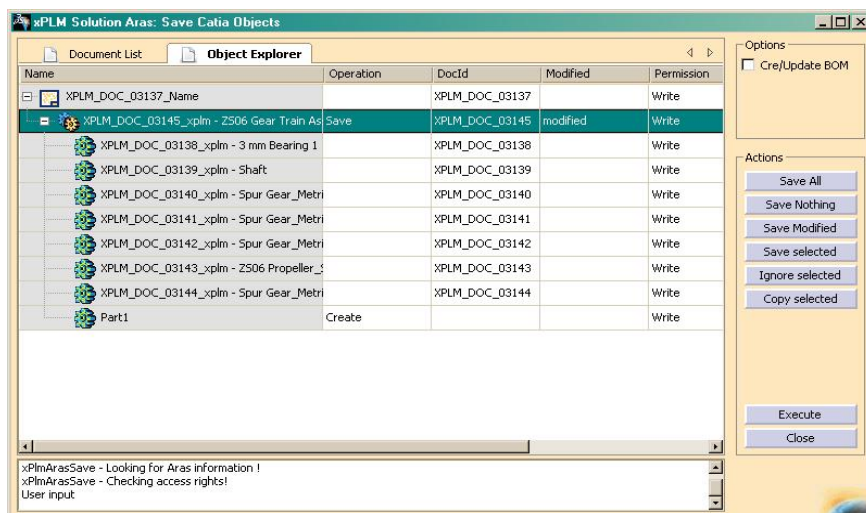 xPLM Solution Aras: Save Catia Objects
Document List Object Explorer
Name Operation DocId Modified Permission
XPLM_DOC_03137_Name XPLM_DOC_03137 Write
XPLM_DOC_03145_xplm - ZS06 Gear Train As Save XPLM_DOC_03145 modified Write
XPLM_DOC_03138_xplm - 3 mm Bearing 1 XPLM_DOC_03138 Write
XPLM_DOC_03139_xplm - Shaft XPLM_DOC_03139 Write
XPLM_DOC_03140_xplm - Spur Gear_Metri XPLM_DOC_03140 Write
XPLM_DOC_03141_xplm - Spur Gear_Metri XPLM_DOC_03141 Write
XPLM_DOC_03142_xplm - Spur Gear_Metri XPLM_DOC_03142 Write
XPLM_DOC_03143_xplm - ZS06 Propeller_S XPLM_DOC_03143 Write
XPLM_DOC_03144_xplm - Spur Gear_Metri XPLM_DOC_03144 Write
Part1 Create Write
Options
Cre/Update BOM
Actions
Save All
Save Nothing
Save Modified
Save selected
Ignore selected
Copy selected
Execute
Close
xPlmArasSave - Looking for Aras information !
xPlmArasSave - Checking access rights!
User input